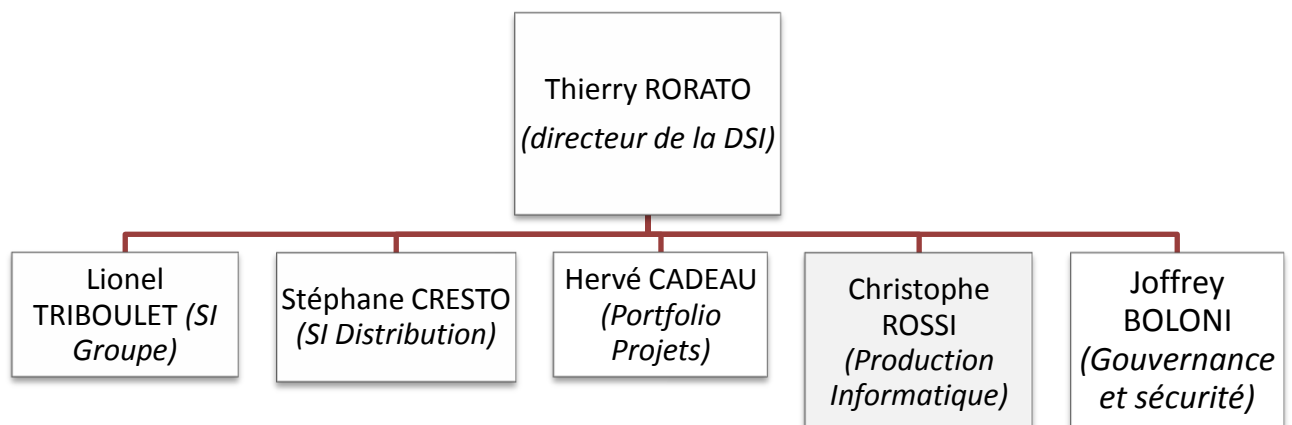 Thierry RORATO
(directeur de la DSI)
Lionel
TRIBOULET (SI
Groupe)
Stéphane CRESTO
(SI Distribution)
Hervé CADEAU
(Portfolio
Projets)
Christophe
ROSSI
(Production
Informatique)
Joffrey
BOLONI
(Gouvernance
et sécurité)